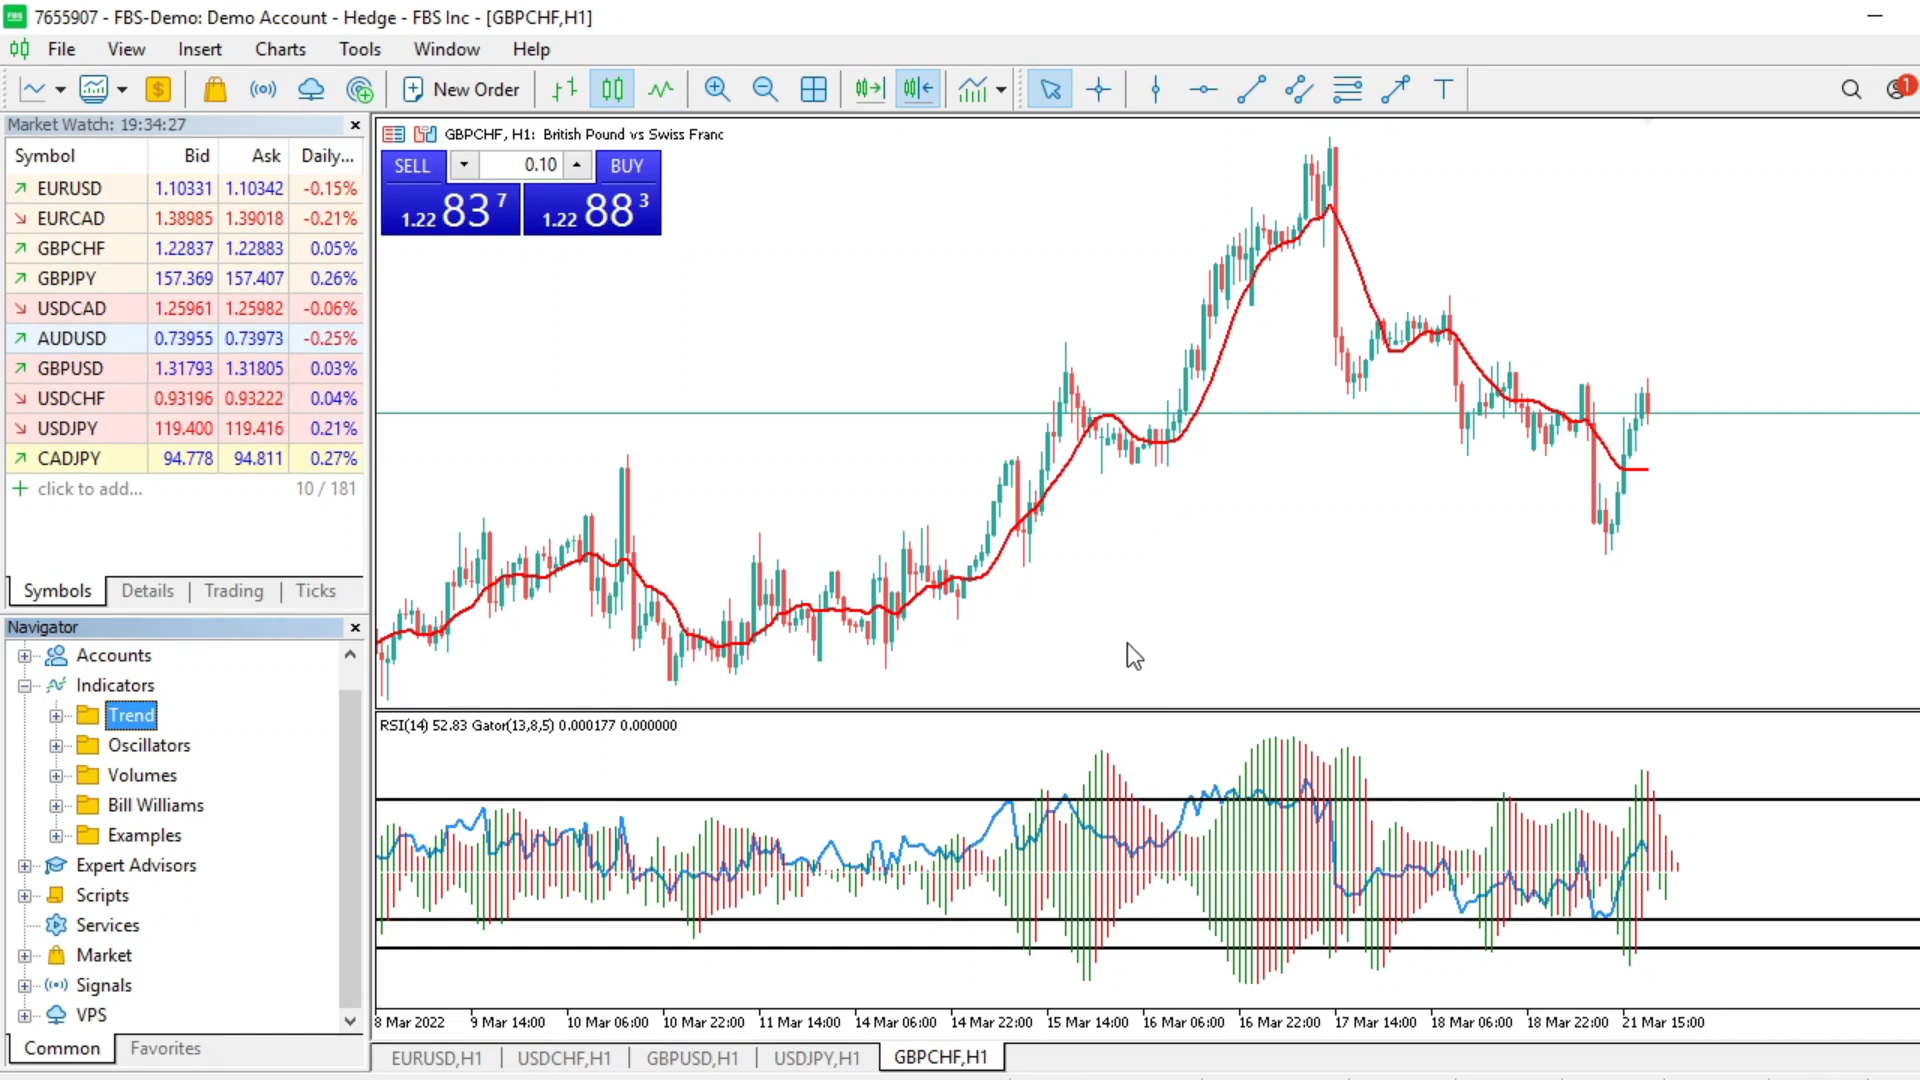 FBS 7655907 - FBS-Demo: Demo Account - Hedge - FBS Inc - [GBPCHF,H1]
File View Insert Charts Tools Window Help
$ New Order T 1
Market Watch: 19:34:27
Symbol Bid Ask Daily...
EURUSD 1.10331 1.10342 -0.15%
EURCAD 1.38985 1.39018 -0.21%
GBPCHF 1.22837 1.22883 0.05%
GBPJPY 157.369 157.407 0.26%
USDCAD 1.25961 1.25982 -0.06%
AUDUSD 0.73955 0.73973 -0.25%
GBPUSD 1.31793 1.31805 0.03%
USDCHF 0.93196 0.93222 0.04%
USDJPY 119.400 119.416 0.21%
CADJPY 94.778 94.811 0.27%
click to add... 10 / 181
Symbols Details Trading Ticks
Navigator
Accounts
Indicators
Trend
Oscillators
Volumes
Bill Williams
Examples
Expert Advisors
Scripts
Services
Market
Signals
VPS
Common Favorites
GBPCHF, H1: British Pound vs Swiss Franc
SELL 0.10 BUY
1.22 83 7 1.22 88 3
RSI(14) 52.83 Gator(13,8,5) 0.000177 0.000000
8 Mar 2022 9 Mar 14:00 10 Mar 06:00 10 Mar 22:00 11 Mar 14:00 14 Mar 06:00 14 Mar 22:00 15 Mar 14:00 16 Mar 06:00 16 Mar 22:00 17 Mar 14:00 18 Mar 06:00 18 Mar 22:00 21 Mar 15:00
EURUSD,H1 USDCHF,H1 GBPUSD,H1 USDJPY,H1 GBPCHF,H1